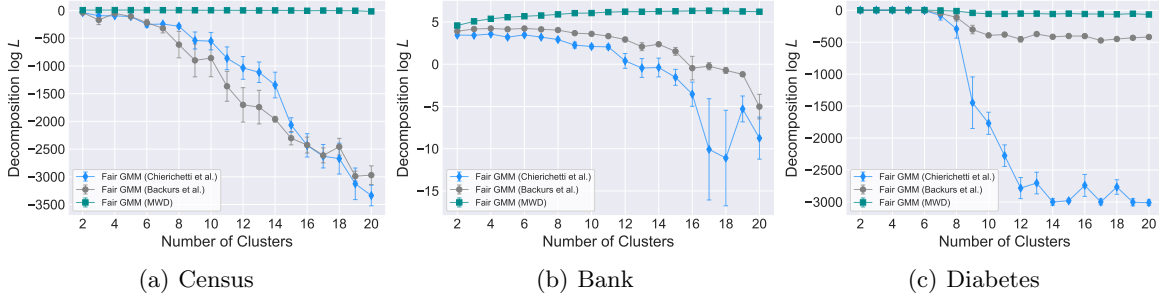 Decomposition log L
0
−500
−1000
−1500
−2000
−2500
−3000
−3500
Fair GMM (Chierichetti et al.)
Fair GMM (Backurs et al.)
Fair GMM (MWD)
2 4 6 8 10 12 14 16 18 20
Number of Clusters
(a) Census
Decomposition log L
5
0
−5
−10
−15
Fair GMM (Chierichetti et al.)
Fair GMM (Backurs et al.)
Fair GMM (MWD)
2 4 6 8 10 12 14 16 18 20
Number of Clusters
(b) Bank
Decomposition log L
0
−500
−1000
−1500
−2000
−2500
−3000
Fair GMM (Chierichetti et al.)
Fair GMM (Backurs et al.)
Fair GMM (MWD)
2 4 6 8 10 12 14 16 18 20
Number of Clusters
(c) Diabetes